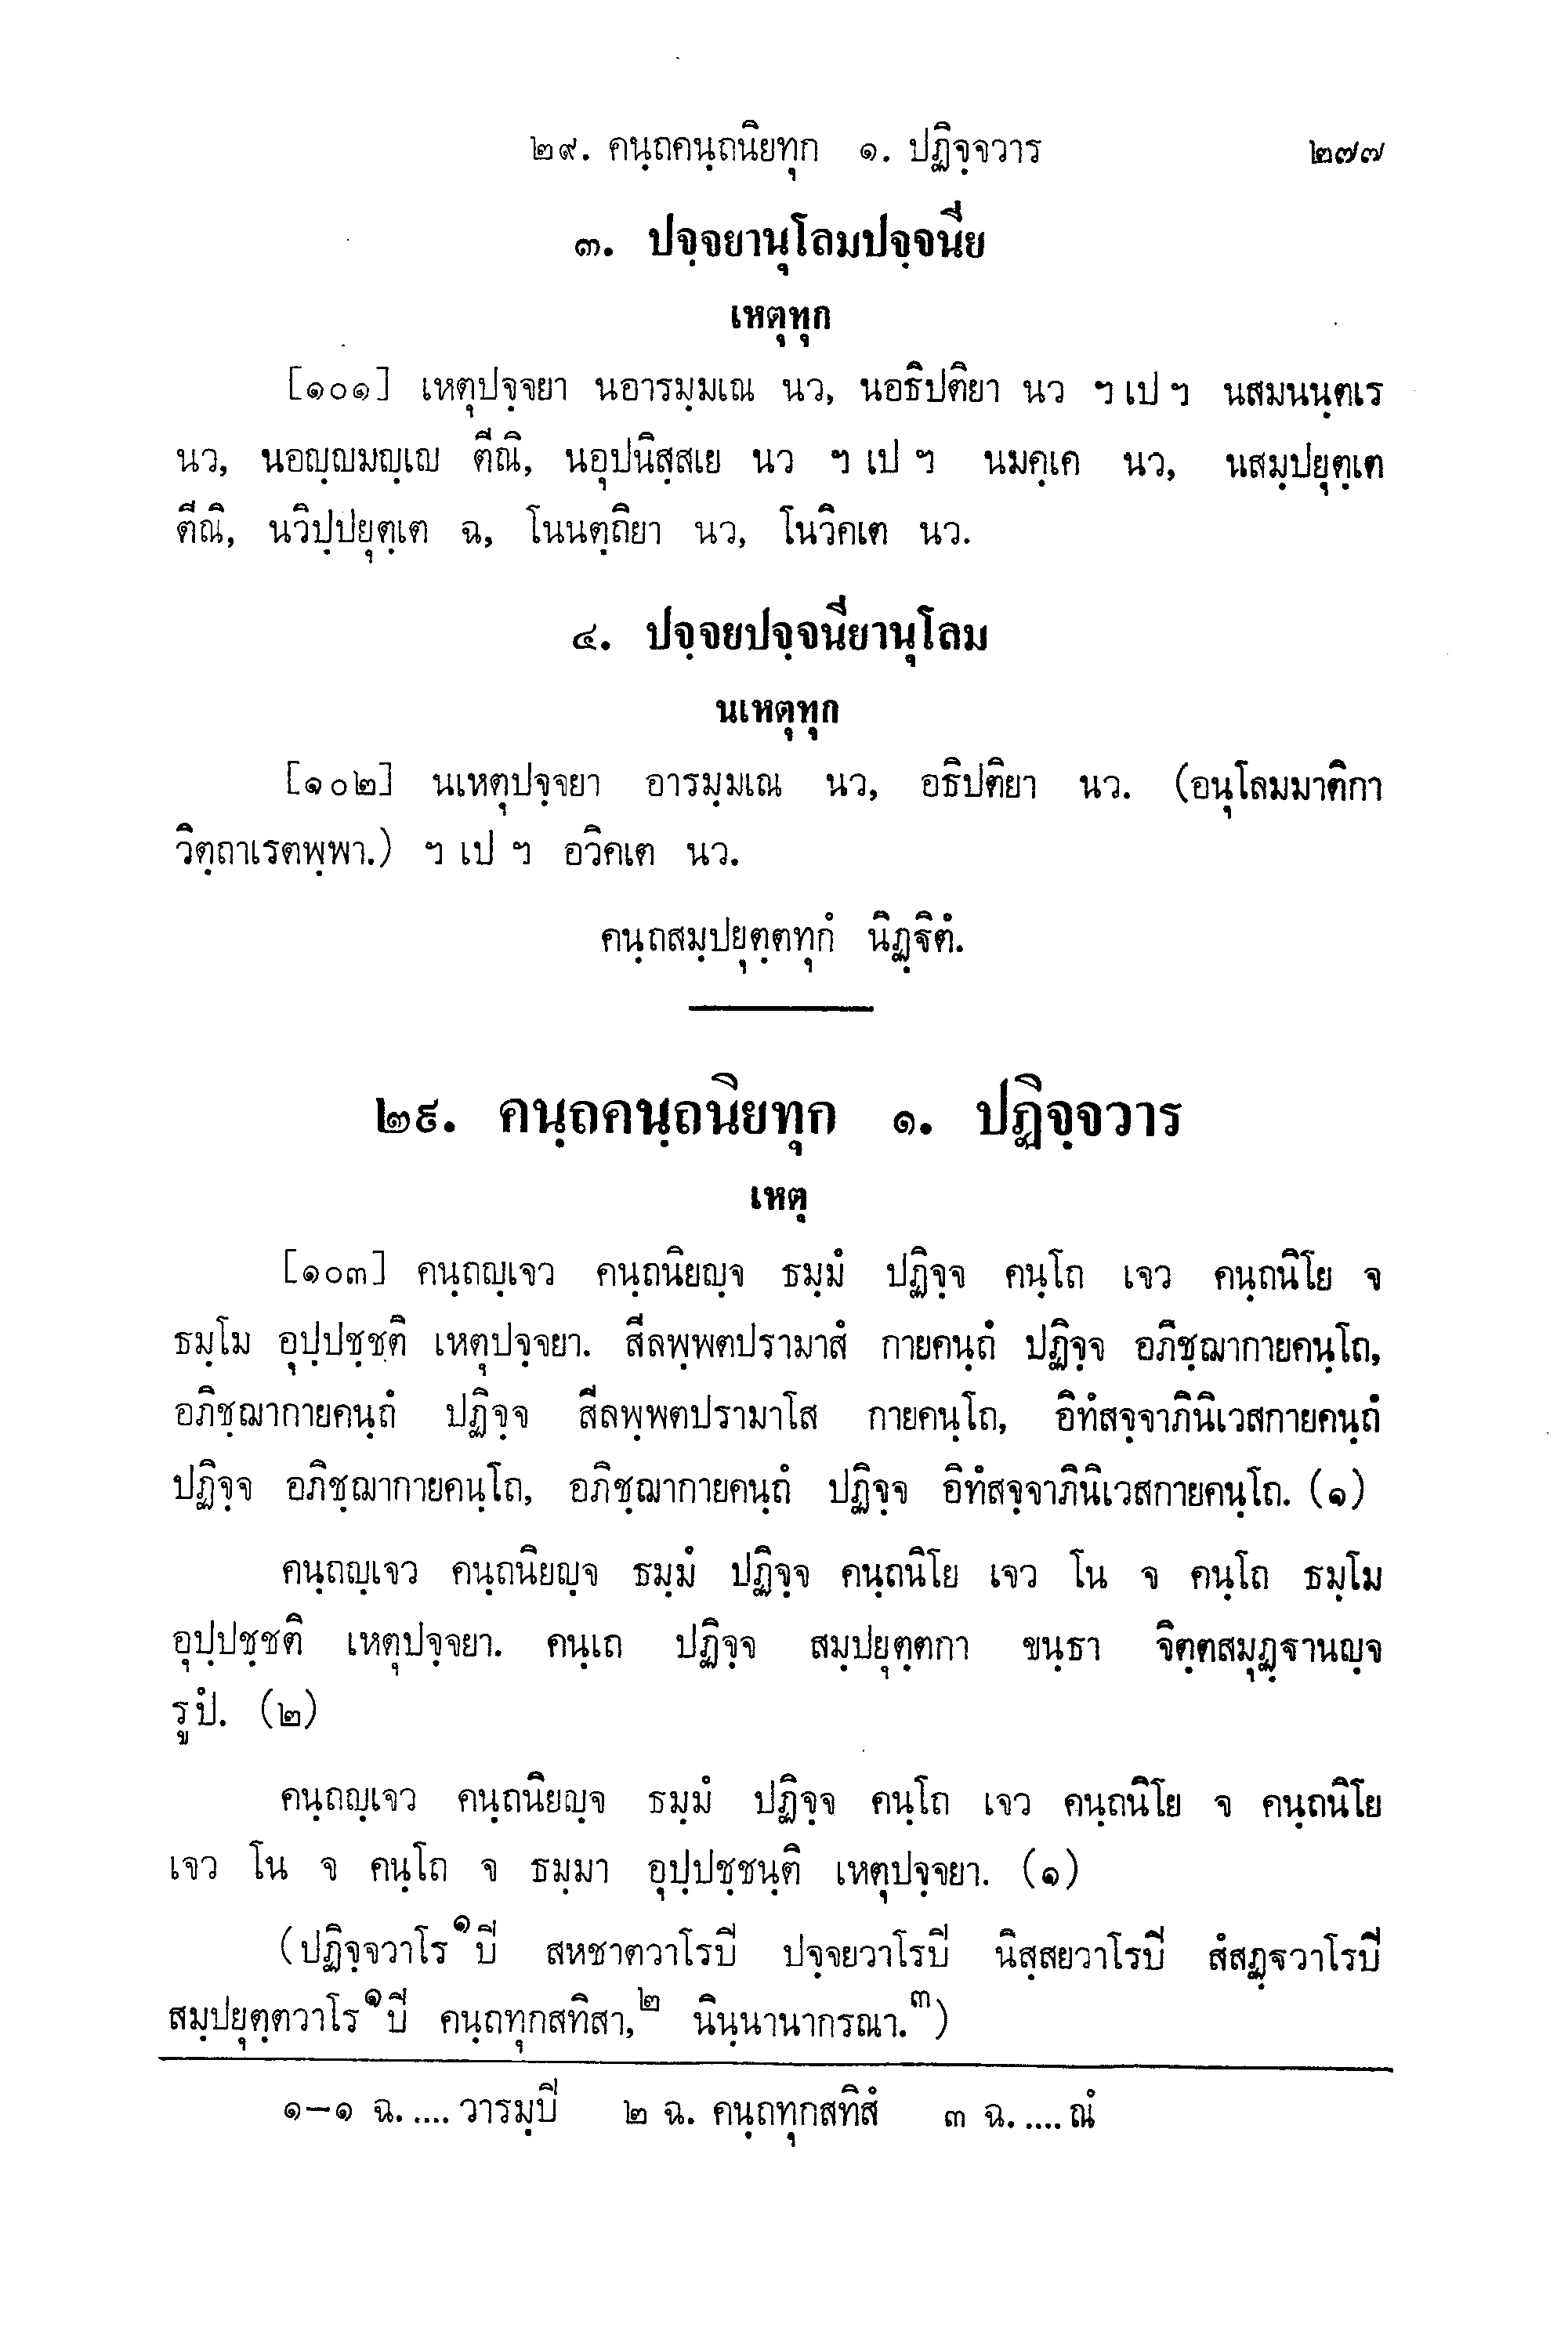 ๒๙. คนฺถคนฺถนิยทุก ๑. ปฏิจฺจวาร ๒๗๗
๓. ปจฺจยานุโลมปจฺจนีย
เหตุทุก
[๑๐๑] เหตุปจฺจยา นอารมฺมเณ นว, นอธิปติยา นว ฯ เป ฯ นสมนนฺตเร
นว, นอญฺญมญฺเญ ตีณิ, นอุปนิสฺสเย นว ฯ เป ฯ นมคฺเค นว, นสมฺปยุตฺเต
ตีณิ, นวิปฺปยุตฺเต ฉ, โนนตฺถิยา นว, โนวิคเต นว.
๔. ปจฺจยปจฺจนียานุโลม
นเหตุทุก
[๑๐๒] นเหตุปจฺจยา อารมฺมเณ นว, อธิปติยา นว. (อนุโลมมาติกา
วิตฺถาเรตพฺพา.) ฯ เป ฯ อวิคเต นว.
คนฺถสมฺปยุตฺตทุกํ นิฏฺฐิตํ.
๒๙. คนฺถคนฺถนิยทุก ๑. ปฏิจฺจวาร
เหตุ
[๑๐๓] คนฺถญฺเจว คนฺถนิยญฺจ ธมฺมํ ปฏิจฺจ คนฺโถ เจว คนฺถนิโย จ
ธมฺโม อุปฺปชฺชติ เหตุปจฺจยา. สีลพฺพตปรามาสํ กายคนฺถํ ปฏิจฺจ อภิชฺฌากายคนฺโถ,
อภิชฺฌากายคนฺถํ ปฏิจฺจ สีลพฺพตปรามาโส กายคนฺโถ, อิทํสจฺจาภินิเวสกายคนฺถํ
ปฏิจฺจ อภิชฺฌากายคนฺโถ, อภิชฺฌากายคนฺถํ ปฏิจฺจ อิทํสจฺจาภินิเวสกายคนฺโถ. (๑)
คนฺถญฺเจว คนฺถนิยญฺจ ธมฺมํ ปฏิจฺจ คนฺถนิโย เจว โน จ คนฺโถ ธมฺโม
อุปฺปชฺชติ เหตุปจฺจยา. คนฺเถ ปฏิจฺจ สมฺปยุตฺตกา ขนฺธา จิตฺตสมุฏฺฐานญฺจ
รูปํ. (๒)
คนฺถญฺเจว คนฺถนิยญฺจ ธมฺมํ ปฏิจฺจ คนฺโถ เจว คนฺถนิโย จ คนฺถนิโย
เจว โน จ คนฺโถ จ ธมฺมา อุปฺปชฺชนฺติ เหตุปจฺจยา. (๑)
(ปฏิจฺจวาโร๑ปี สหชาตวาโรปี ปจฺจยวาโรปี นิสฺสยวาโรปี สํสฏฺฐวาโรปี
สมฺปยุตฺตวาโร๑ปี คนฺถทุกสทิสา,๒ นินฺนานากรณา.๓)
๑–๑ ฉ. .... วารมฺปี ๒ ฉ. คนฺถทุกสทิสํ ๓ ฉ. .... ณํ